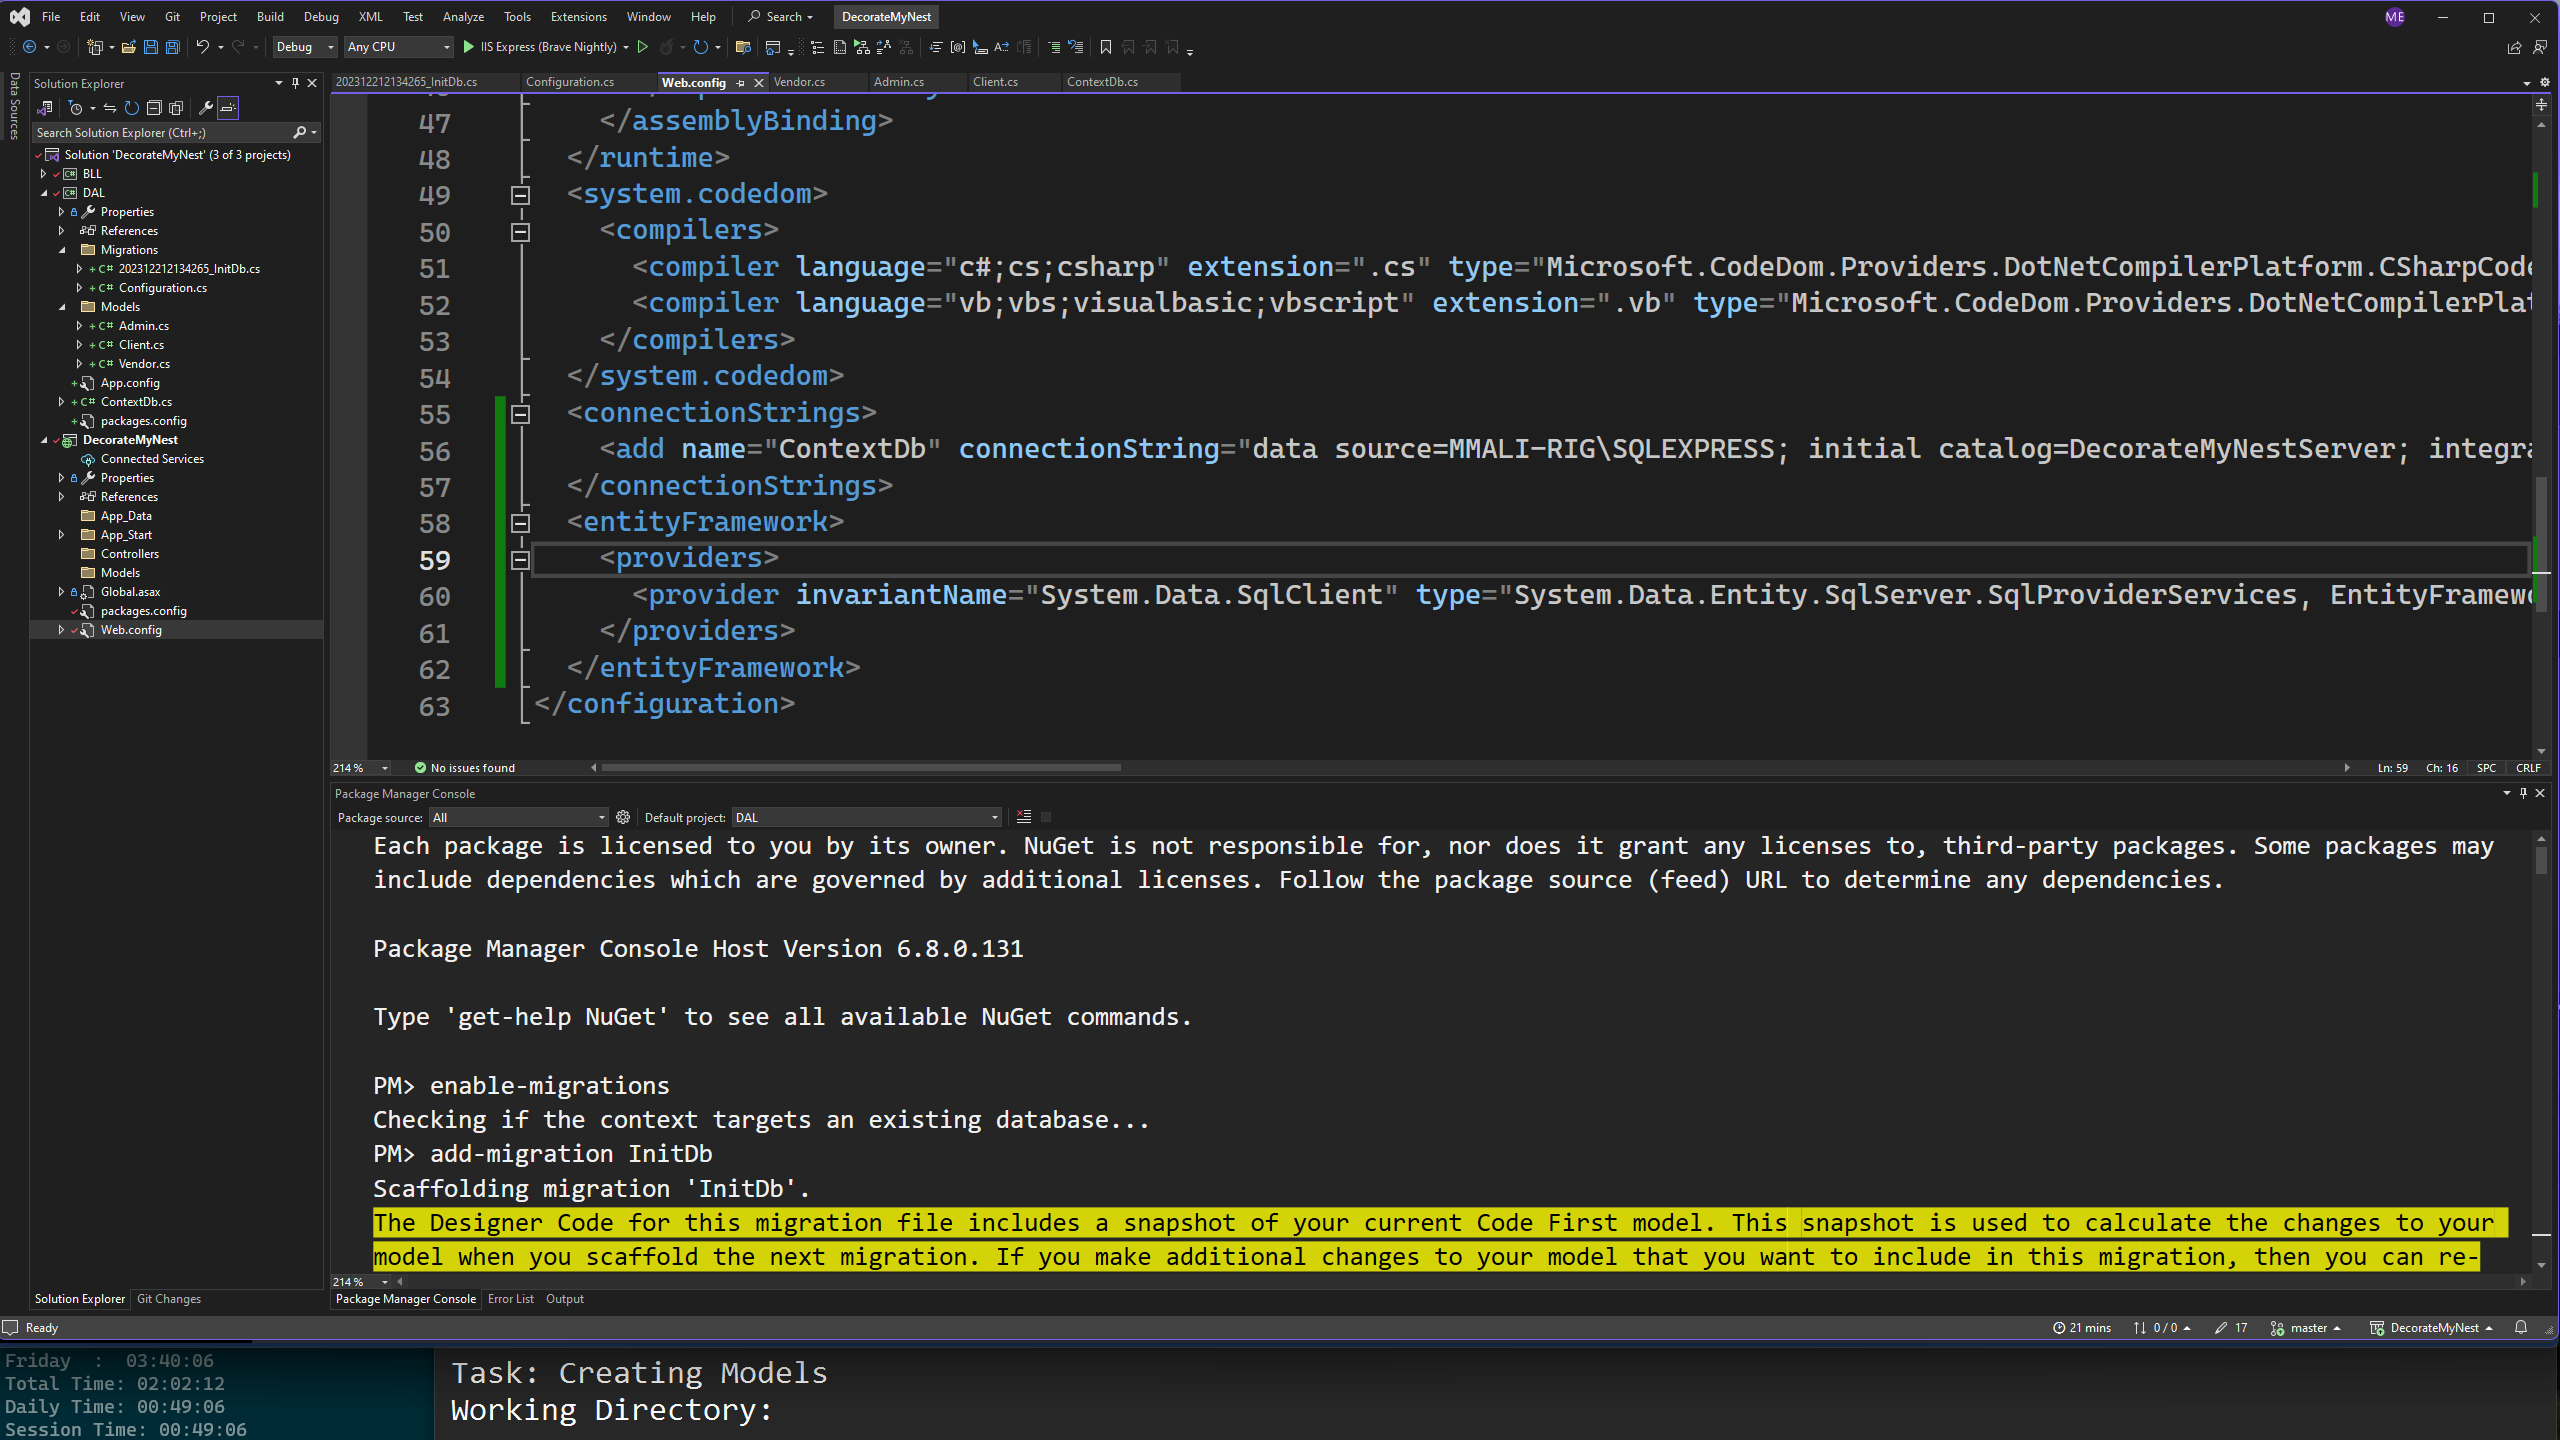 File Edit View Git Project Build Debug XML Test Analyze Tools Extensions Window Help Search DecorateMyNest ME
Debug Any CPU IIS Express (Brave Nightly)
Data Sources
Solution Explorer
Search Solution Explorer (Ctrl+;)
Solution 'DecorateMyNest' (3 of 3 projects)
BLL
DAL
Properties
References
Migrations
202312212134265_InitDb.cs
Configuration.cs
Models
Admin.cs
Client.cs
Vendor.cs
App.config
ContextDb.cs
packages.config
DecorateMyNest
Connected Services
Properties
References
App_Data
App_Start
Controllers
Models
Global.asax
packages.config
Web.config
Solution Explorer Git Changes
202312212134265_InitDb.cs Configuration.cs Web.config Vendor.cs Admin.cs Client.cs ContextDb.cs
47 </assemblyBinding>
48 </runtime>
49 <system.codedom>
50 <compilers>
51 <compiler language="c#;cs;csharp" extension=".cs" type="Microsoft.CodeDom.Providers.DotNetCompilerPlatform.CSharpCode
52 <compiler language="vb;vbs;visualbasic;vbscript" extension=".vb" type="Microsoft.CodeDom.Providers.DotNetCompilerPlat
53 </compilers>
54 </system.codedom>
55 <connectionStrings>
56 <add name="ContextDb" connectionString="data source=MMALI-RIG\SQLEXPRESS; initial catalog=DecorateMyNestServer; integra
57 </connectionStrings>
58 <entityFramework>
59 <providers>
60 <provider invariantName="System.Data.SqlClient" type="System.Data.Entity.SqlServer.SqlProviderServices, EntityFramewo
61 </providers>
62 </entityFramework>
63 </configuration>
214 % No issues found Ln: 59 Ch: 16 SPC CRLF
Package Manager Console
Package source: All Default project: DAL
Each package is licensed to you by its owner. NuGet is not responsible for, nor does it grant any licenses to, third-party packages. Some packages may
include dependencies which are governed by additional licenses. Follow the package source (feed) URL to determine any dependencies.
Package Manager Console Host Version 6.8.0.131
Type 'get-help NuGet' to see all available NuGet commands.
PM> enable-migrations
Checking if the context targets an existing database...
PM> add-migration InitDb
Scaffolding migration 'InitDb'.
The Designer Code for this migration file includes a snapshot of your current Code First model. This snapshot is used to calculate the changes to your
model when you scaffold the next migration. If you make additional changes to your model that you want to include in this migration, then you can re-
214 %
Package Manager Console Error List Output
Ready 21 mins 0 / 0 17 master DecorateMyNest
Friday : 03:40:06
Total Time: 02:02:12
Daily Time: 00:49:06
Session Time: 00:49:06
Task: Creating Models
Working Directory: